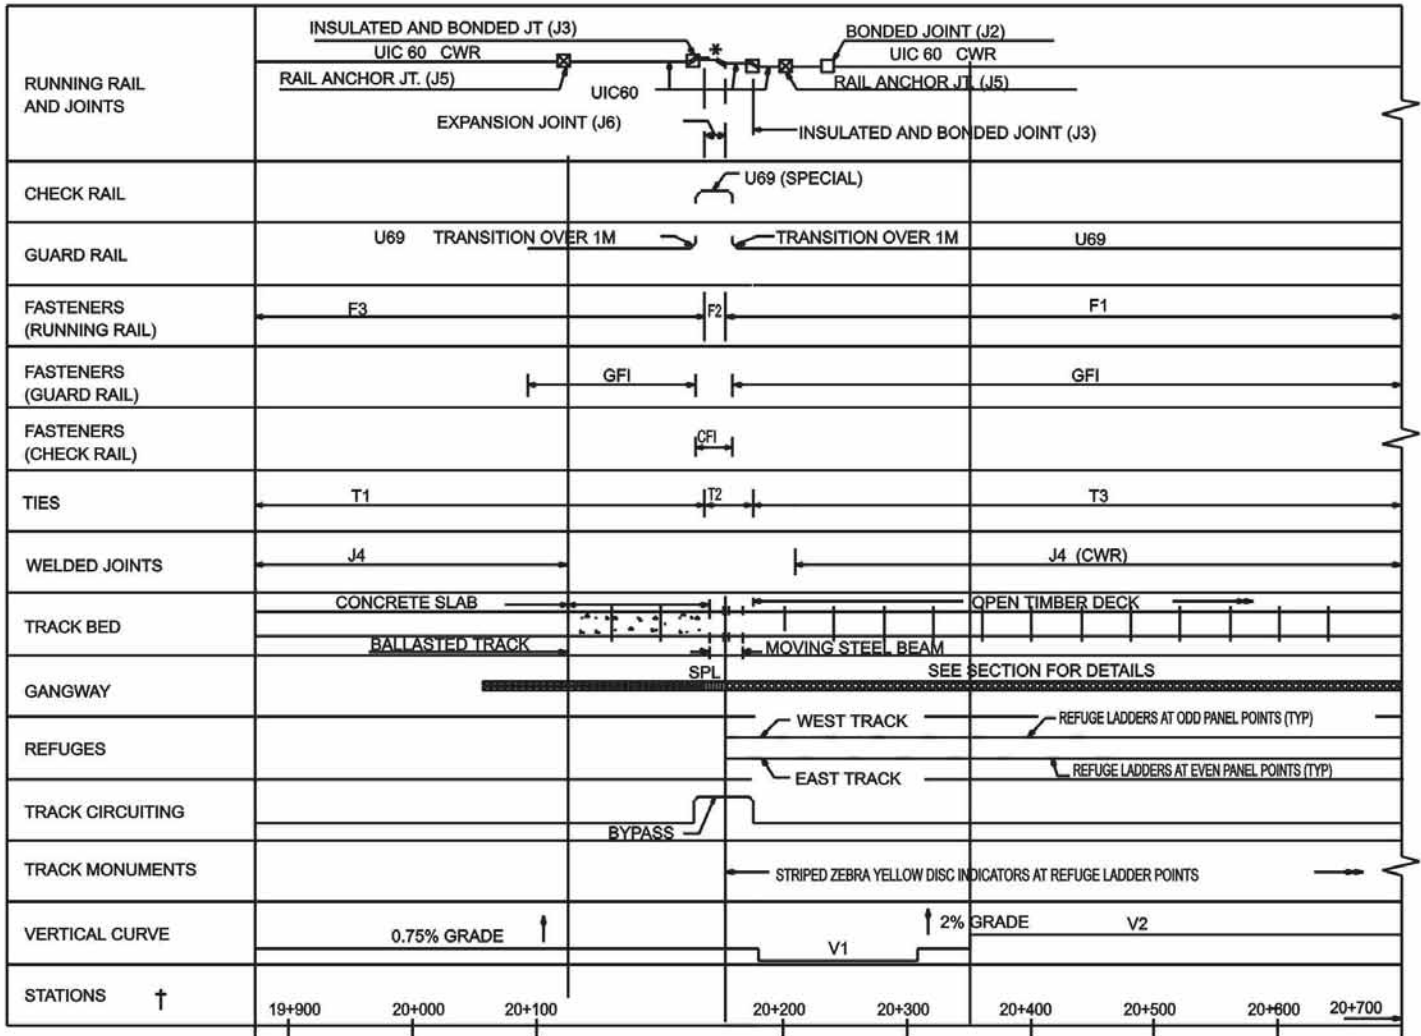 RUNNING RAIL
AND JOINTS
INSULATED AND BONDED JT (J3)
*
BONDED JOINT (J2)
UIC 60 CWR
UIC 60 CWR
RAIL ANCHOR JT. (J5)
UIC60
RAIL ANCHOR JT. (J5)
EXPANSION JOINT (J6)
INSULATED AND BONDED JOINT (J3)
CHECK RAIL
U69 (SPECIAL)
GUARD RAIL
U69 TRANSITION OVER 1M
TRANSITION OVER 1M
U69
FASTENERS
(RUNNING RAIL)
F3
F2
F1
FASTENERS
(GUARD RAIL)
GFI
GFI
FASTENERS
(CHECK RAIL)
CFI
TIES
T1
T2
T3
WELDED JOINTS
J4
J4 (CWR)
TRACK BED
CONCRETE SLAB
OPEN TIMBER DECK
BALLASTED TRACK
MOVING STEEL BEAM
GANGWAY
SPL
SEE SECTION FOR DETAILS
REFUGES
WEST TRACK
REFUGE LADDERS AT ODD PANEL POINTS (TYP)
EAST TRACK
REFUGE LADDERS AT EVEN PANEL POINTS (TYP)
TRACK CIRCUITING
BYPASS
TRACK MONUMENTS
STRIPED ZEBRA YELLOW DISC INDICATORS AT REFUGE LADDER POINTS
VERTICAL CURVE
0.75% GRADE
V1
2% GRADE
V2
STATIONS †
19+900
20+000
20+100
20+200
20+300
20+400
20+500
20+600
20+700